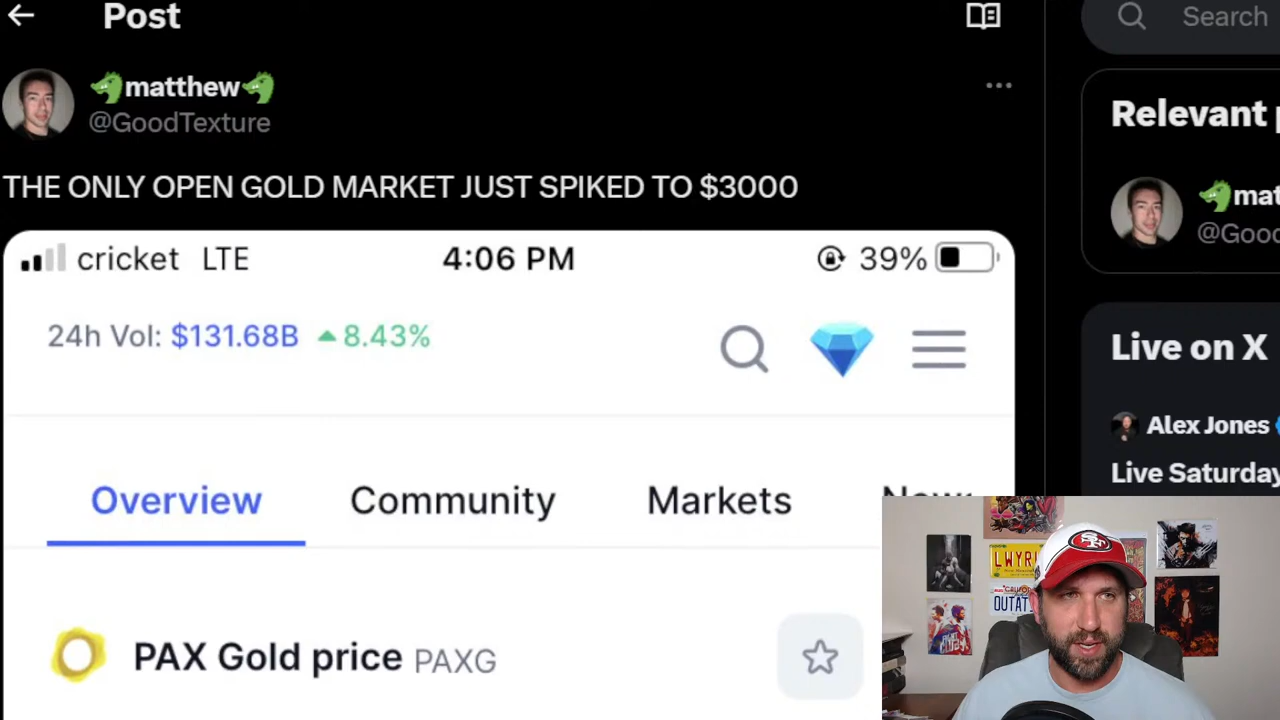 Post
Search
matthew
@GoodTexture
Relevant
THE ONLY OPEN GOLD MARKET JUST SPIKED TO $3000
cricket LTE 4:06 PM 39%
24h Vol: $131.68B 8.43%
Live on X
Alex Jones
Live Saturday
Overview Community Markets
PAX Gold price PAXG